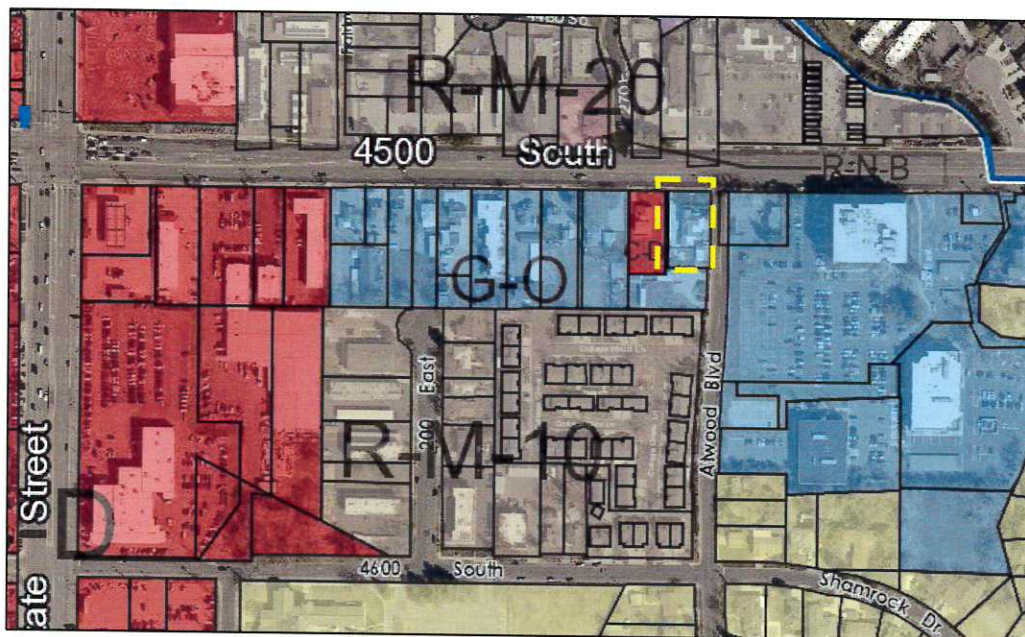 R-M-20
4500 South
R-N-B
G-O
200 East
Atwood Blvd
R-M-10
ate Street
D
4600 South
Shamrock Dr